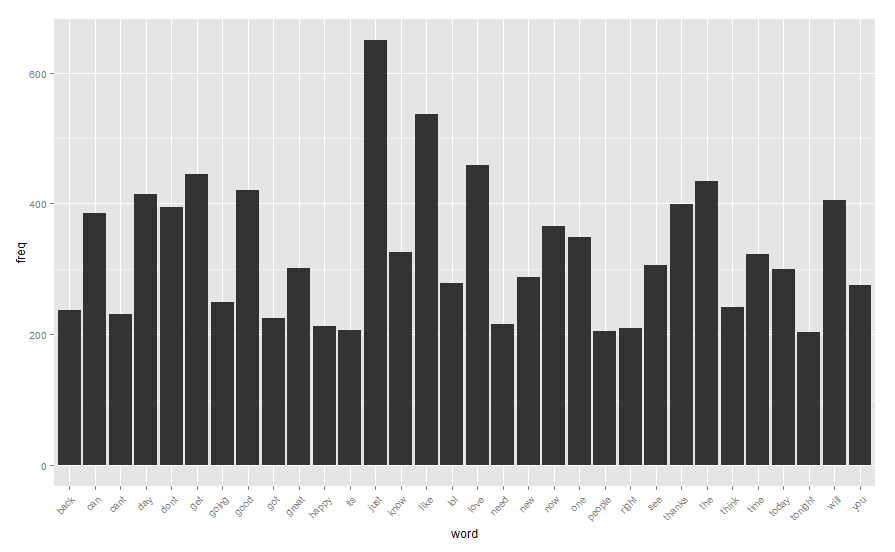 freq
600
400
200
0
back can cant day dont get going good got great happy its just know like lol love need new now one people right see thanks the think time today tonight will you
word